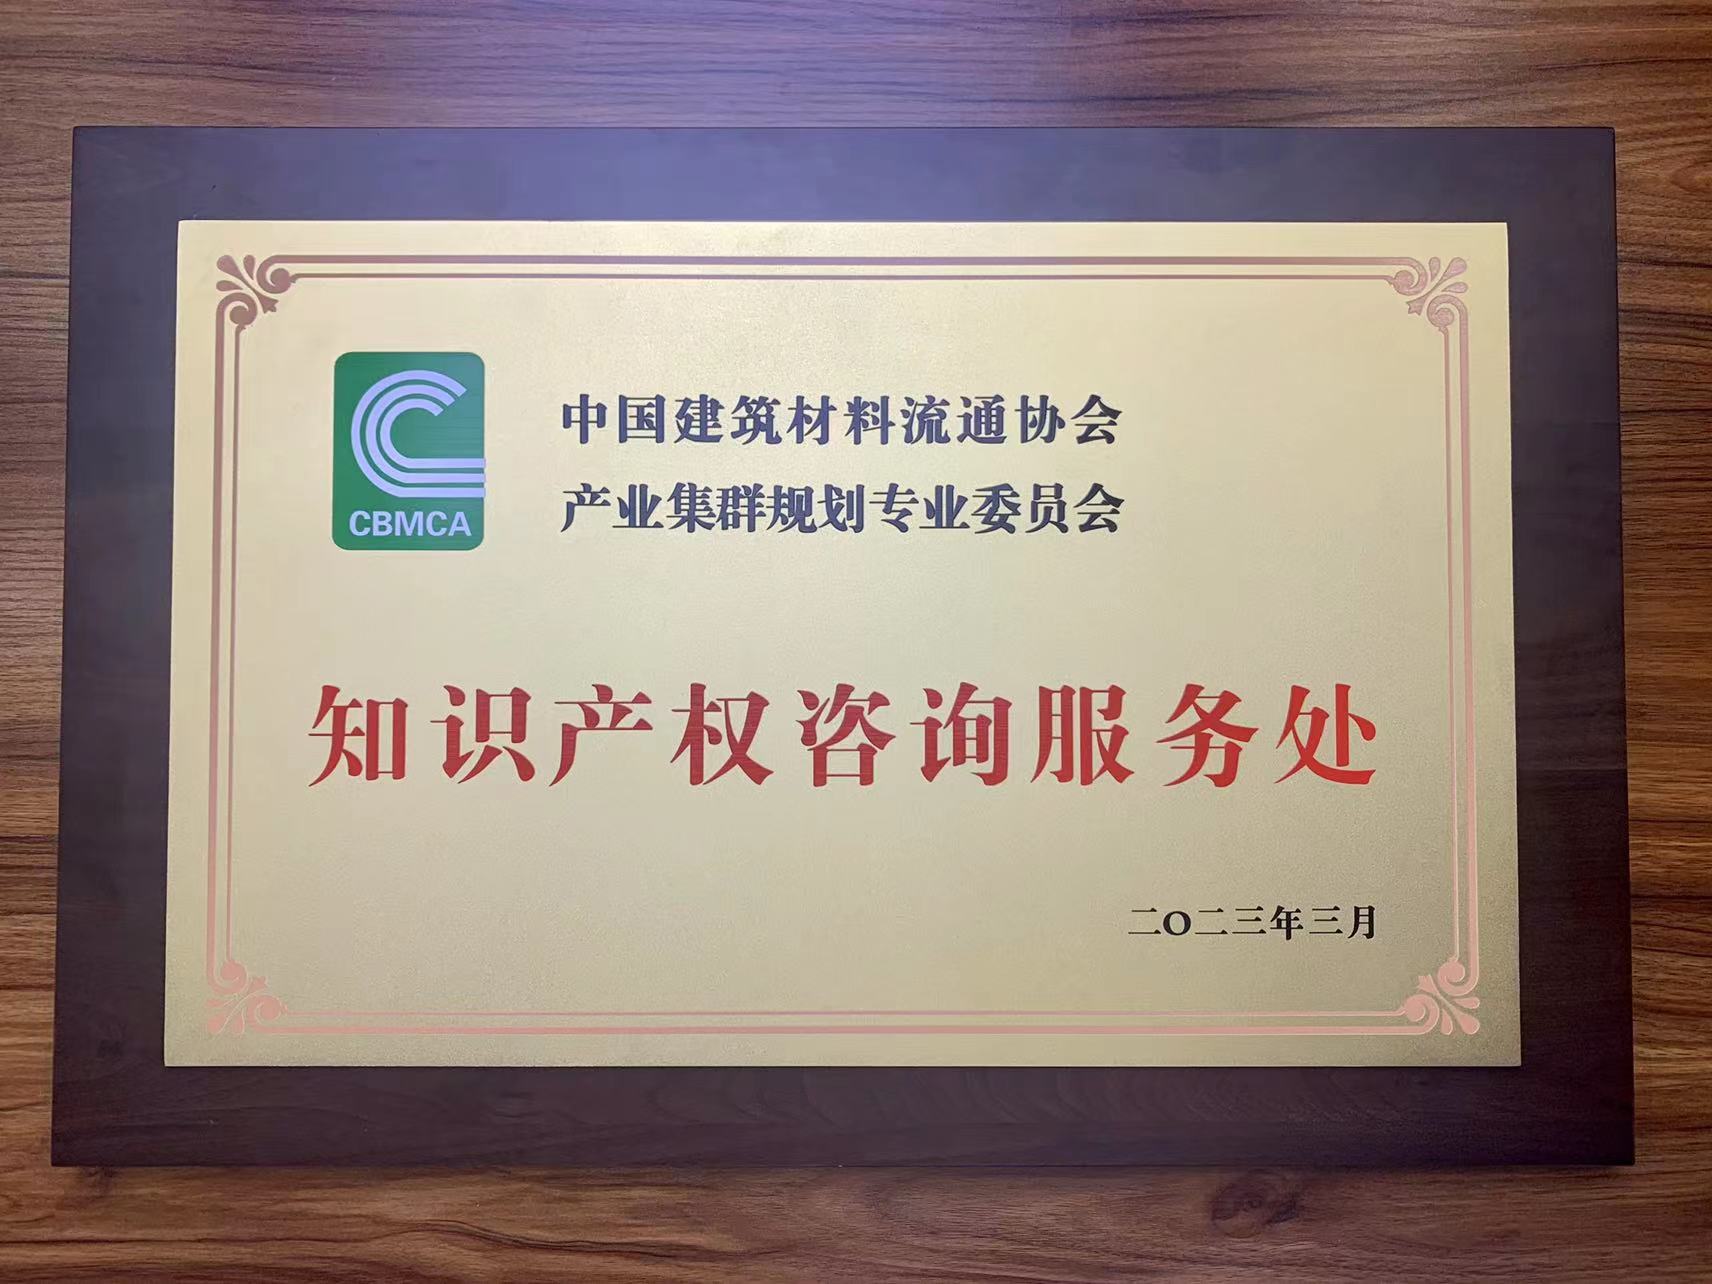 CBMCA
中国建筑材料流通协会
产业集群规划专业委员会
知识产权咨询服务处
二〇二三年三月